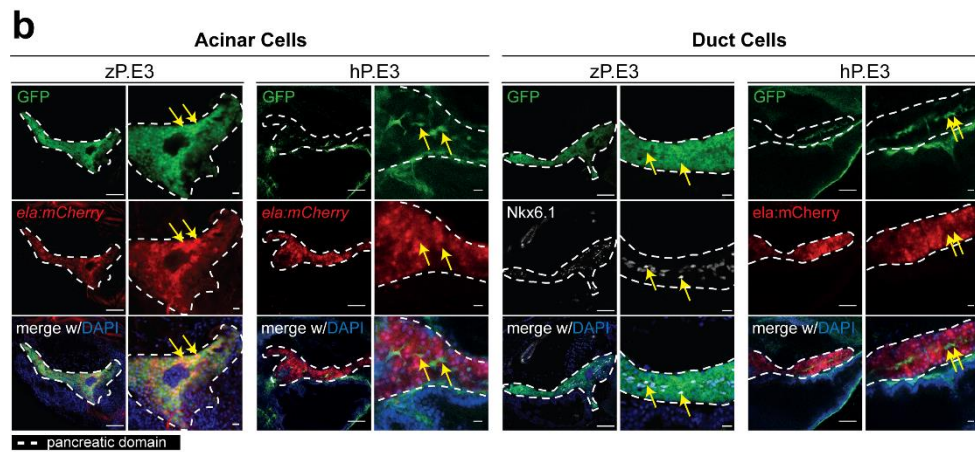 b
Acinar Cells
Duct Cells
zP.E3
hP.E3
zP.E3
hP.E3
GFP
GFP
GFP
GFP
ela:mCherry
ela:mCherry
Nkx6.1
ela:mCherry
merge w/DAPI
merge w/DAPI
merge w/DAPI
merge w/DAPI
pancreatic domain